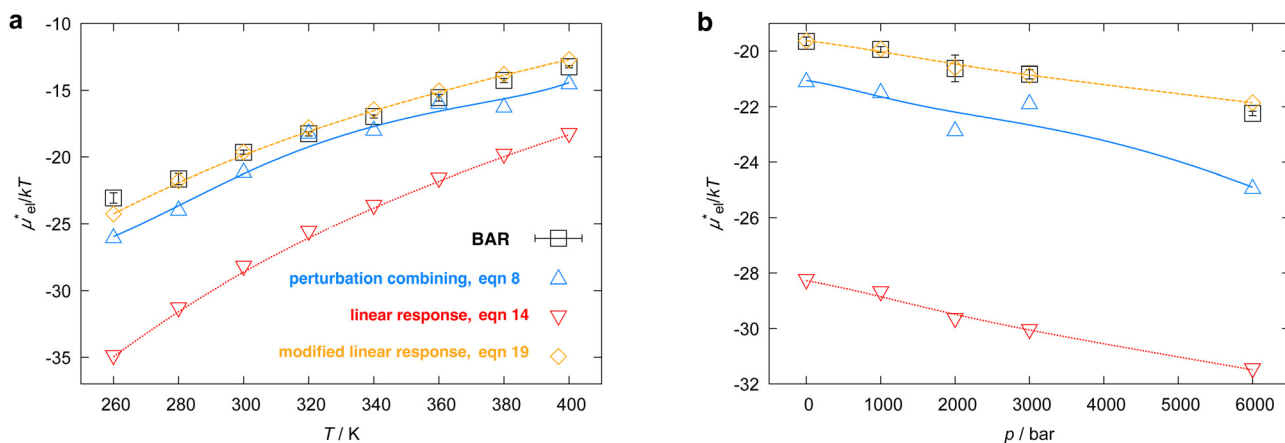 a
-10
-15
-20
-25
-30
-35
μ*el/kT
260 280 300 320 340 360 380 400
T / K
BAR
perturbation combining, eqn 8
linear response, eqn 14
modified linear response, eqn 19
b
-20
-22
-24
-26
-28
-30
-32
μ*el/kT
0 1000 2000 3000 4000 5000 6000
p / bar